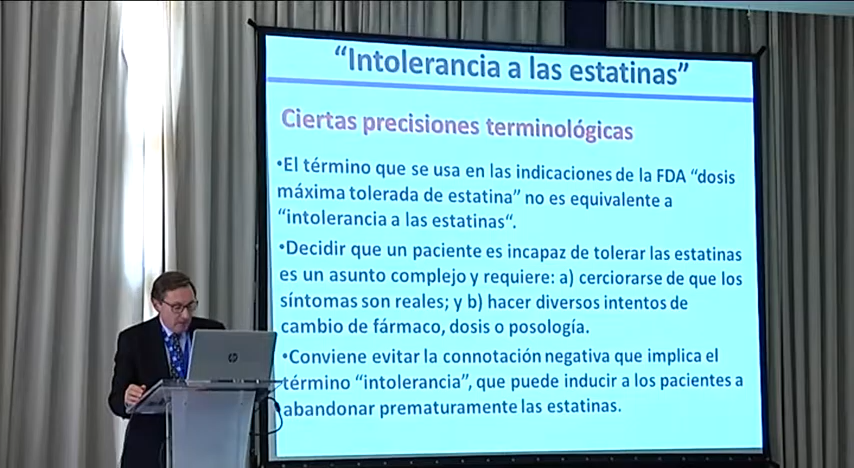 “Intolerancia a las estatinas”
Ciertas precisiones terminológicas
•El término que se usa en las indicaciones de la FDA “dosis
máxima tolerada de estatina” no es equivalente a
“intolerancia a las estatinas“.
•Decidir que un paciente es incapaz de tolerar las estatinas
es un asunto complejo y requiere: a) cerciorarse de que los
síntomas son reales; y b) hacer diversos intentos de
cambio de fármaco, dosis o posología.
•Conviene evitar la connotación negativa que implica el
término “intolerancia”, que puede inducir a los pacientes a
abandonar prematuramente las estatinas.
hp